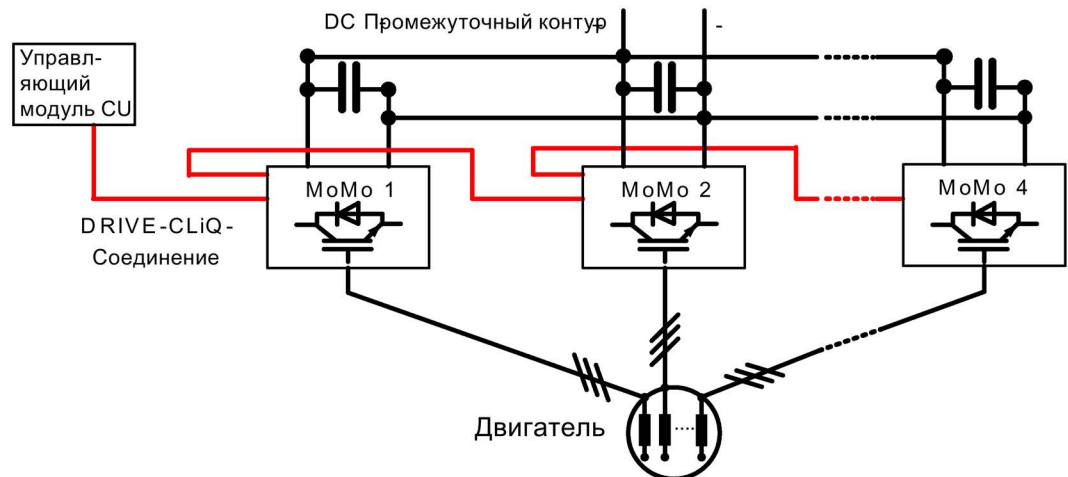 DC Промежуточный контур
+ -
Управл-
яющий
модуль CU
MoMo 1
MoMo 2
MoMo 4
DRIVE-CLiQ-
Соединение
Двигатель